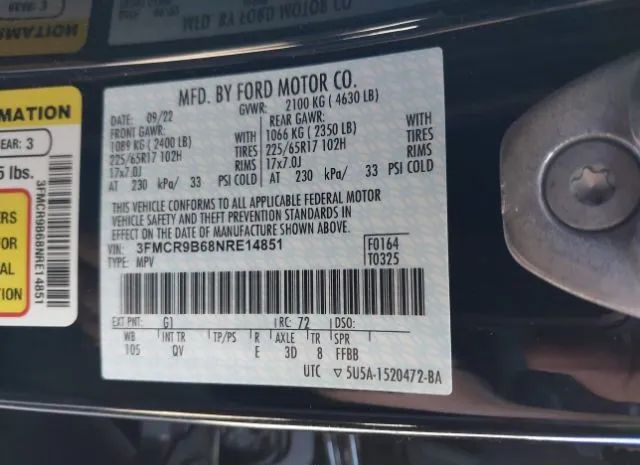 MFD. BY FORD MOTOR CO.
DATE: 09/22 GVWR: 2100 KG ( 4630 LB)
FRONT GAWR: REAR GAWR:
1089 KG ( 2400 LB) WITH 1066 KG ( 2350 LB) WITH
225/65R17 102H TIRES 225/65R17 102H TIRES
17x7.0J RIMS 17x7.0J RIMS
AT 230 kPa/ 33 PSI COLD AT 230 kPa/ 33 PSI COLD
THIS VEHICLE CONFORMS TO ALL APPLICABLE FEDERAL MOTOR
VEHICLE SAFETY AND THEFT PREVENTION STANDARDS IN EFFECT
ON THE DATE OF MANUFACTURE SHOWN ABOVE.
VIN: 3FMCR9B68NRE14851 F0164
TYPE: MPV T0325
EXT PNT: G1 RC: 72 DSO:
WB INT TR TP/PS R AXLE TR SPR
105 QV E 3D 8 FFBB
UTC ▽ 5U5A-1520472-BA
MATION
EAR: 3
5 lbs.
ERS
TOR
AL
TION
3FMCR9B68NRE14851